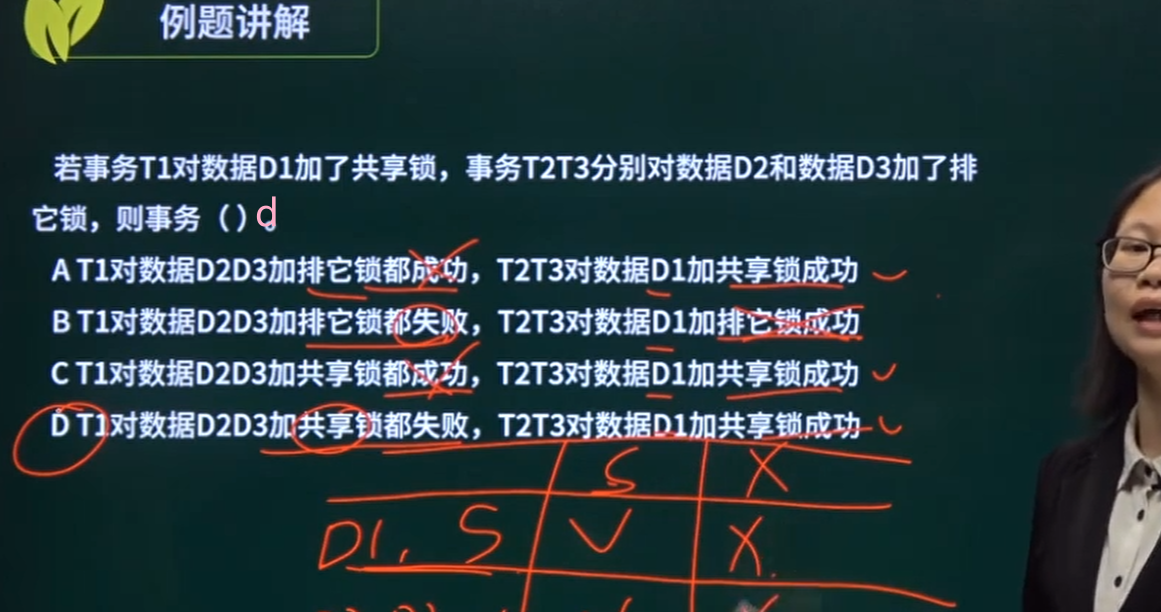 例题讲解
若事务T1对数据D1加了共享锁，事务T2T3分别对数据D2和数据D3加了排
它锁，则事务（ ）d。
A T1对数据D2D3加排它锁都成功，T2T3对数据D1加共享锁成功
B T1对数据D2D3加排它锁都失败，T2T3对数据D1加排它锁成功
C T1对数据D2D3加共享锁都成功，T2T3对数据D1加共享锁成功
D T1对数据D2D3加共享锁都失败，T2T3对数据D1加共享锁成功
S X
D1, S V X